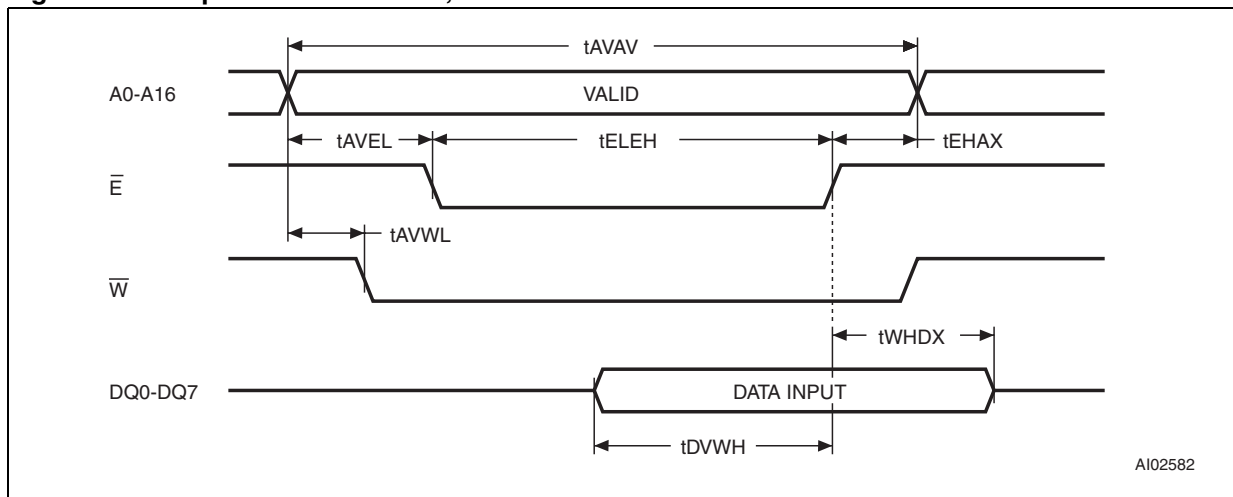 tAVAV
A0-A16
VALID
tAVEL
tELEH
tEHAX
E̅
tAVWL
W̅
tWHDX
DQ0-DQ7
DATA INPUT
tDVWH
AI02582